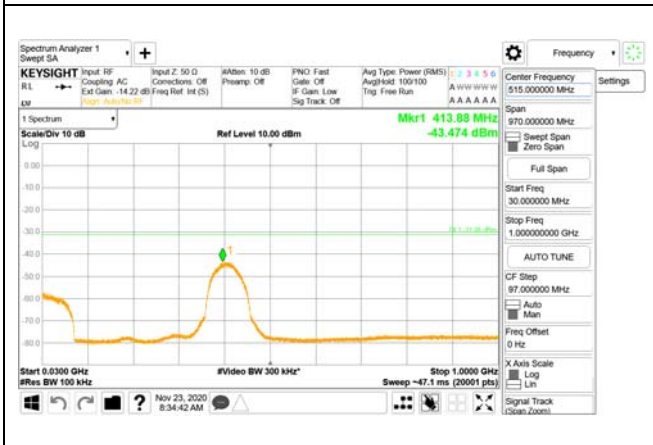 Spectrum Analyzer 1
Swept SA
Frequency
KEYSIGHT
RL
Input: RF
Coupling: AC
Ext Gain: -14.22 dB
Align: Auto/No RF
Input Z: 50 Ω
Corrections: Off
Freq Ref: Int (S)
#Atten: 10 dB
Preamp: Off
PNO: Fast
Gate: Off
IF Gain: Low
Sig Track: Off
Avg Type: Power (RMS)
Avg|Hold: 100/100
Trig: Free Run
1 2 3 4 5 6
A W W W W W
A A A A A A
1 Spectrum
Scale/Div 10 dB
Log
Ref Level 10.00 dBm
Mkr1 413.88 MHz
-43.474 dBm
0.00
-10.0
-20.0
-30.0
-40.0
-50.0
-60.0
-70.0
-80.0
1
Start 0.0300 GHz
#Res BW 100 kHz
#Video BW 300 kHz*
Stop 1.0000 GHz
Sweep ~47.1 ms (20001 pts)
Nov 23, 2020
8:34:42 AM
Center Frequency
515.000000 MHz
Settings
Span
970.000000 MHz
Swept Span
Zero Span
Full Span
Start Freq
30.000000 MHz
Stop Freq
1.000000000 GHz
AUTO TUNE
CF Step
97.000000 MHz
Auto
Man
Freq Offset
0 Hz
X Axis Scale
Log
Lin
Signal Track
(Span Zoom)